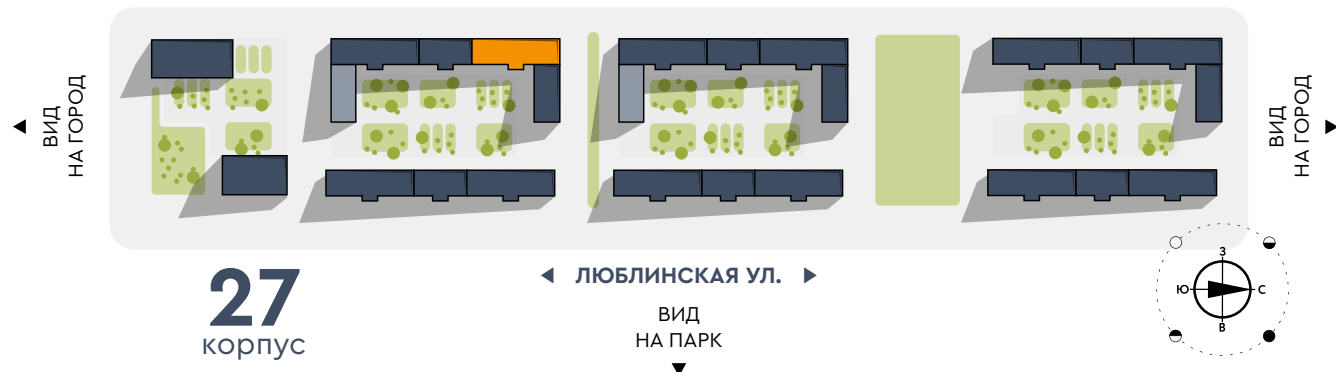 ВИД
НА ГОРОД
ВИД
НА ГОРОД
27
корпус
ЛЮБЛИНСКАЯ УЛ.
ВИД
НА ПАРК
З
Ю
С
В